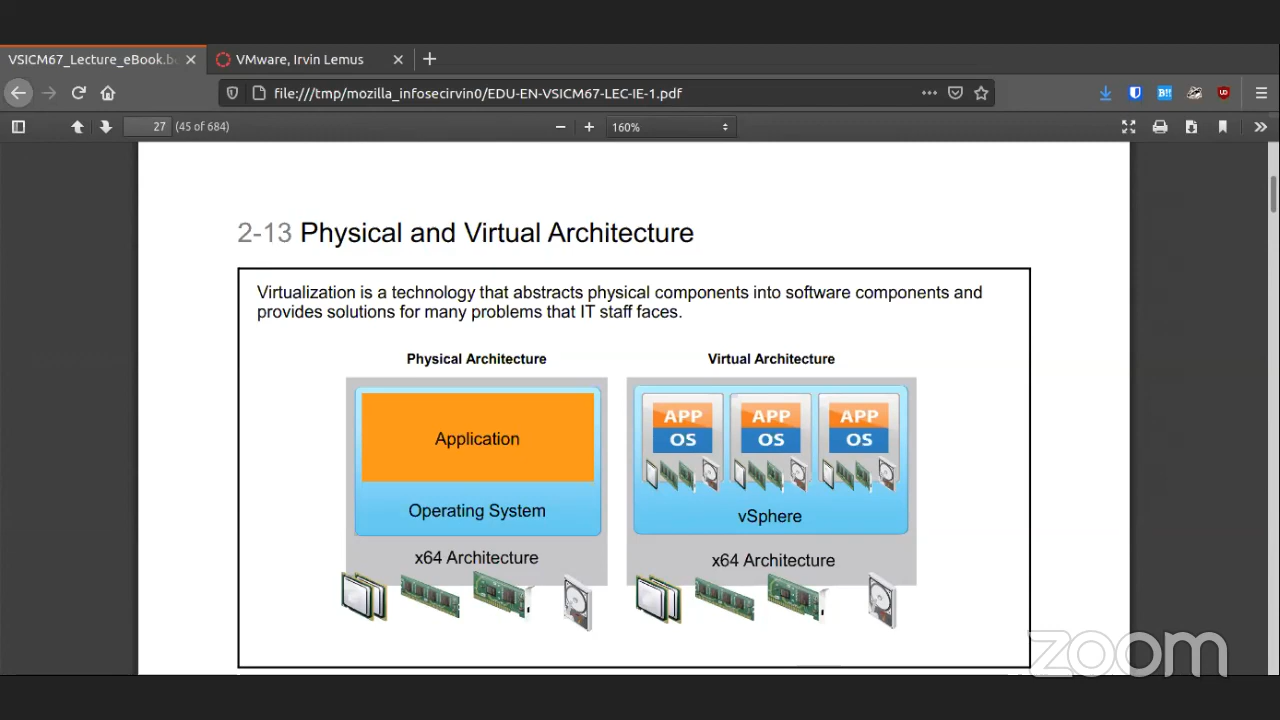 VSICM67_Lecture_eBook.b
VMware, Irvin Lemus
file:///tmp/mozilla_infosecirvin0/EDU-EN-VSICM67-LEC-IE-1.pdf
27 (45 of 684)
160%
2-13 Physical and Virtual Architecture
Virtualization is a technology that abstracts physical components into software components and
provides solutions for many problems that IT staff faces.
Physical Architecture
Virtual Architecture
Application
Operating System
x64 Architecture
APP APP APP
OS OS OS
vSphere
x64 Architecture
zoom